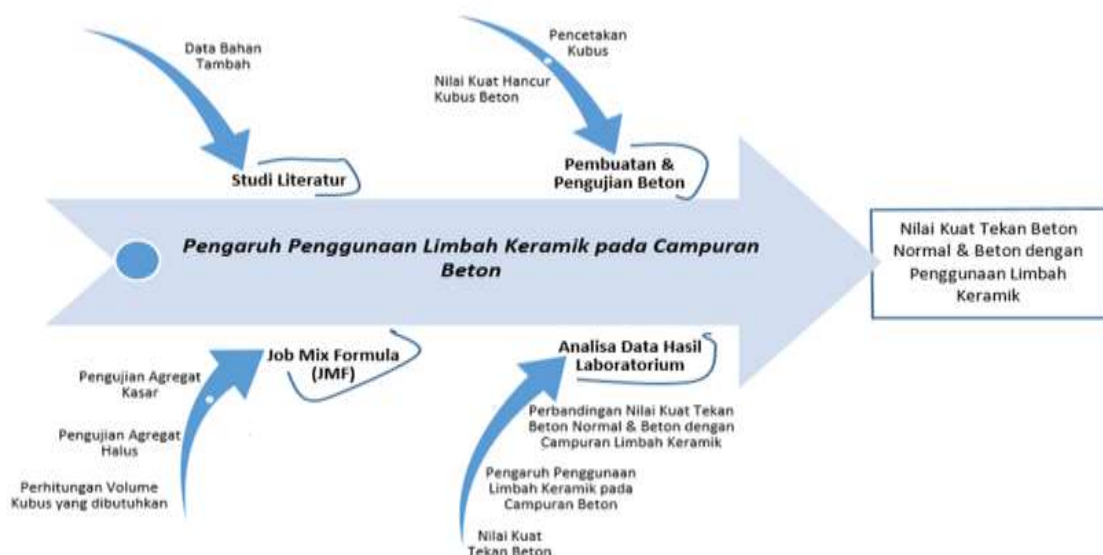 Data Bahan
Tambah
Studi Literatur
Pencetakan
Kubus
Nilai Kuat Hancur
Kubus Beton
Pembuatan &
Pengujian Beton
Pengaruh Penggunaan Limbah Keramik pada Campuran
Beton
Nilai Kuat Tekan Beton
Normal & Beton dengan
Penggunaan Limbah
Keramik
Job Mix Formula
(JMF)
Pengujian Agregat
Kasar
Pengujian Agregat
Halus
Perhitungan Volume
Kubus yang dibutuhkan
Analisa Data Hasil
Laboratorium
Perbandingan Nilai Kuat Tekan
Beton Normal & Beton dengan
Campuran Limbah Keramik
Pengaruh Penggunaan
Limbah Keramik pada
Campuran Beton
Nilai Kuat
Tekan Beton